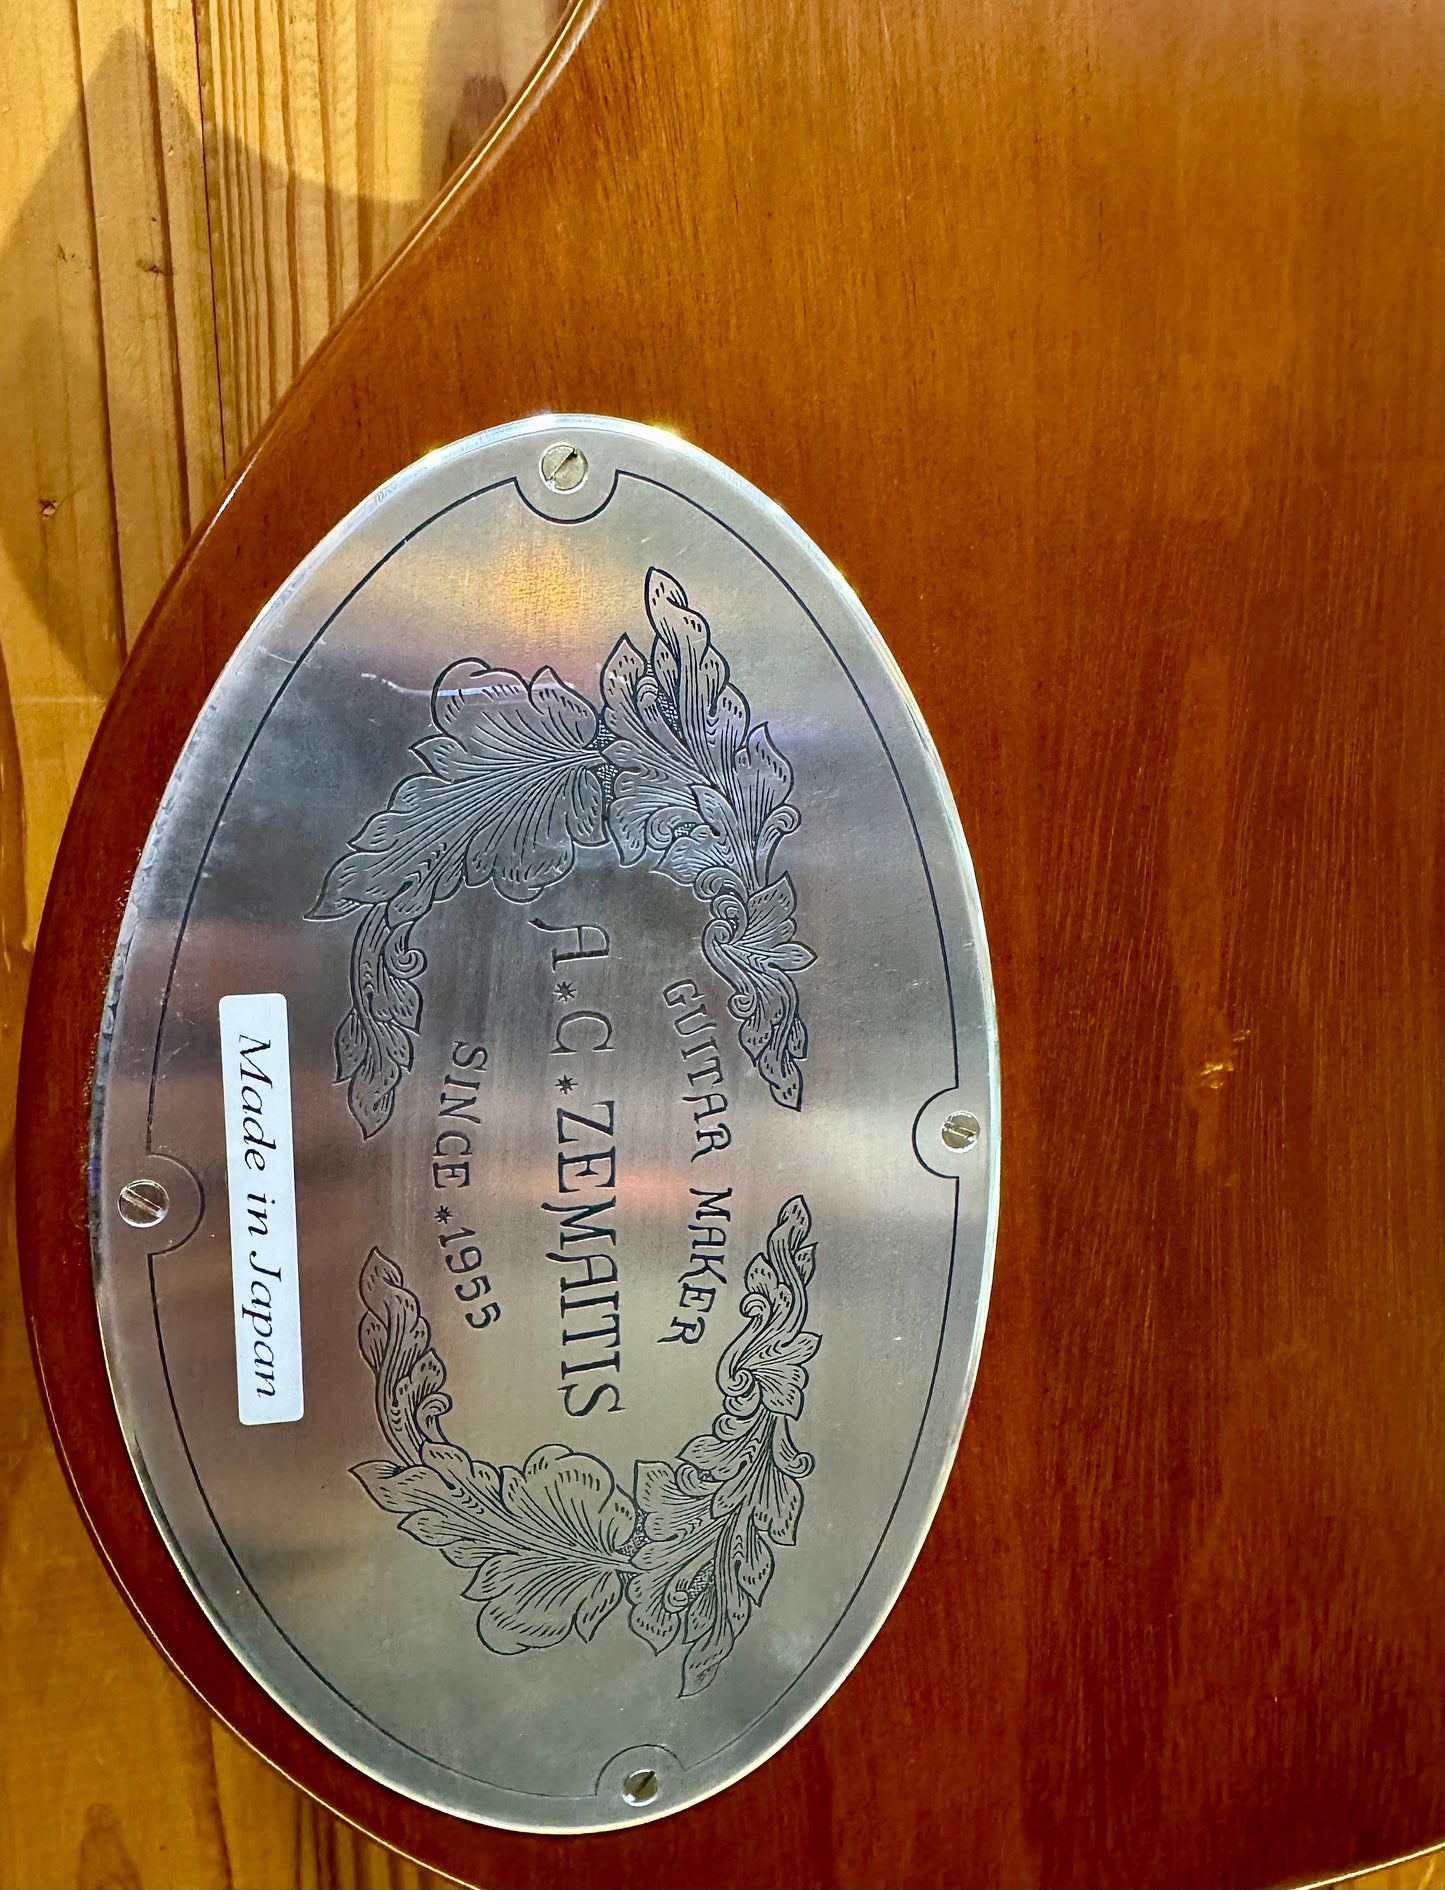 GUITAR MAKER
A * C * ZEMAITIS
SINCE * 1955
Made in Japan